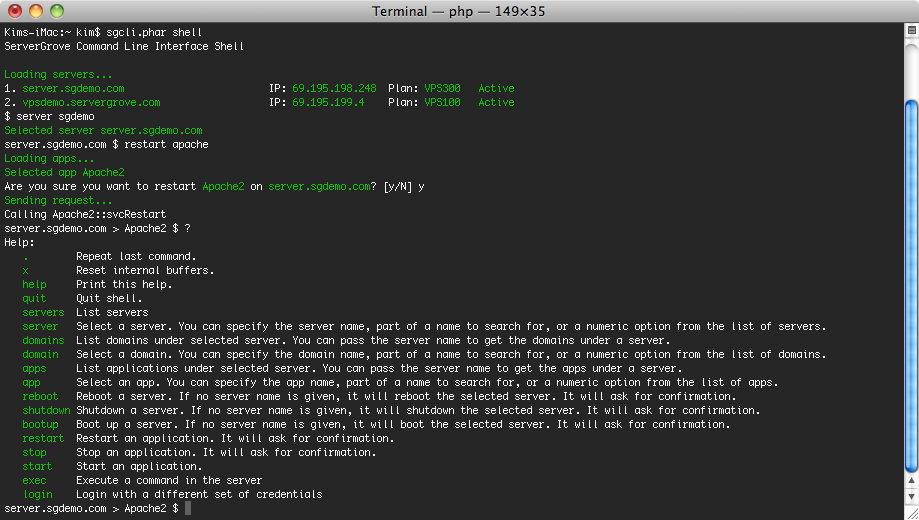 Terminal — php — 149×35
Kims-iMac:~ kim$ sgcli.phar shell
ServerGrove Command Line Interface Shell
Loading servers...
1. server.sgdemo.com IP: 69.195.198.248 Plan: VPS300 Active
2. vpsdemo.servergrove.com IP: 69.195.199.4 Plan: VPS100 Active
$ server sgdemo
Selected server server.sgdemo.com
server.sgdemo.com $ restart apache
Loading apps...
Selected app Apache2
Are you sure you want to restart Apache2 on server.sgdemo.com? [y/N] y
Sending request...
Calling Apache2::svcRestart
server.sgdemo.com > Apache2 $ ?
Help:
. Repeat last command.
x Reset internal buffers.
help Print this help.
quit Quit shell.
servers List servers
server Select a server. You can specify the server name, part of a name to search for, or a numeric option from the list of servers.
domains List domains under selected server. You can pass the server name to get the domains under a server.
domain Select a domain. You can specify the domain name, part of a name to search for, or a numeric option from the list of domains.
apps List applications under selected server. You can pass the server name to get the apps under a server.
app Select an app. You can specify the app name, part of a name to search for, or a numeric option from the list of apps.
reboot Reboot a server. If no server name is given, it will reboot the selected server. It will ask for confirmation.
shutdown Shutdown a server. If no server name is given, it will shutdown the selected server. It will ask for confirmation.
bootup Boot up a server. If no server name is given, it will boot the selected server. It will ask for confirmation.
restart Restart an application. It will ask for confirmation.
stop Stop an application. It will ask for confirmation.
start Start an application.
exec Execute a command in the server
login Login with a different set of credentials
server.sgdemo.com > Apache2 $